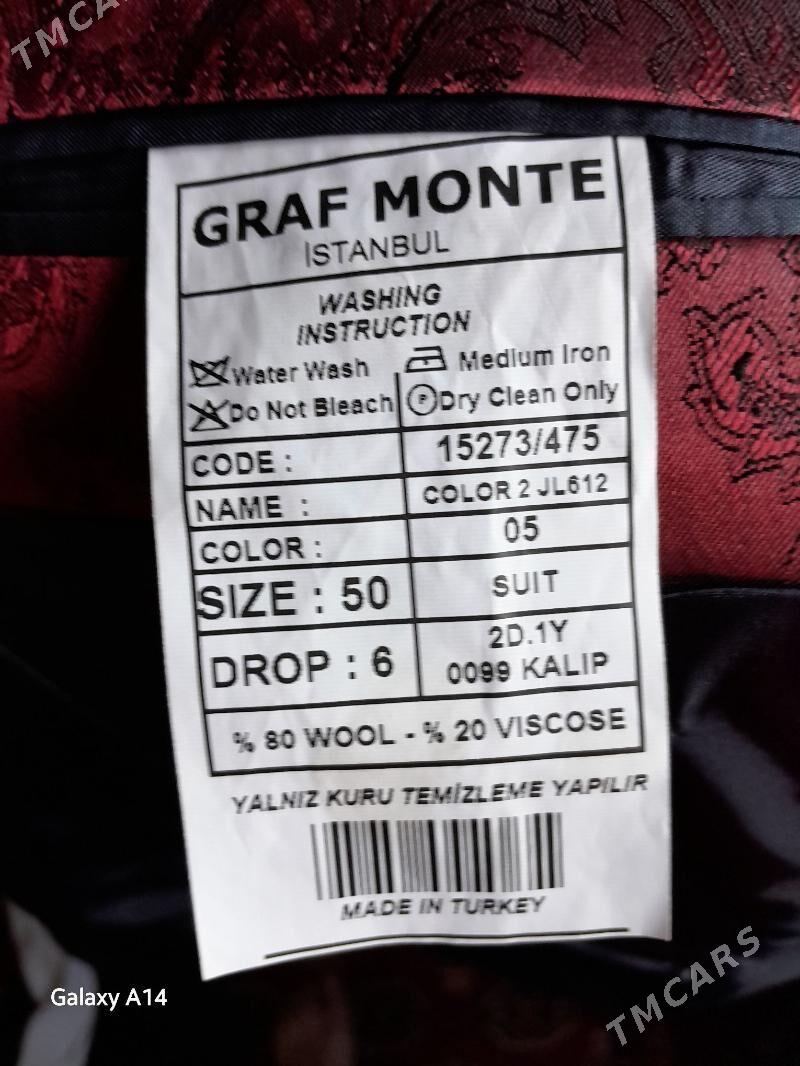 TMCARS
GRAF MONTE
İSTANBUL
WASHING
INSTRUCTION
Water Wash
Medium Iron
Do Not Bleach
P
Dry Clean Only
CODE : 15273/475
NAME : COLOR 2 JL612
COLOR : 05
SIZE : 50 SUIT
DROP : 6 2D.1Y
0099 KALIP
% 80 WOOL - % 20 VISCOSE
YALNIZ KURU TEMİZLEME YAPILIR
MADE IN TURKEY
Galaxy A14
TMCARS